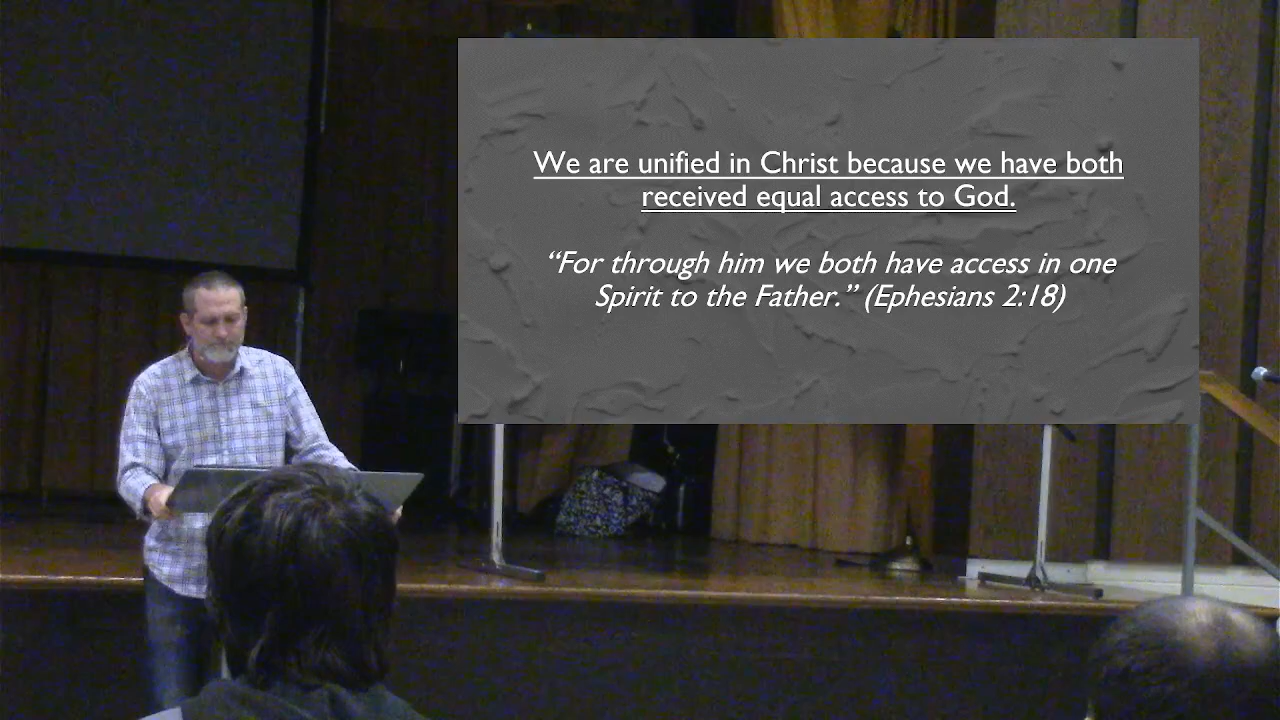 We are unified in Christ because we have both
received equal access to God.
“For through him we both have access in one
Spirit to the Father.” (Ephesians 2:18)